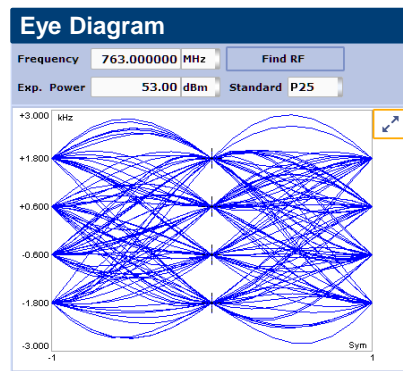 Eye Diagram
Frequency 763.000000 MHz Find RF
Exp. Power 53.00 dBm Standard P25
+3.000 kHz
+1.800
+0.600
-0.600
-1.800
-3.000 Sym
-1 1